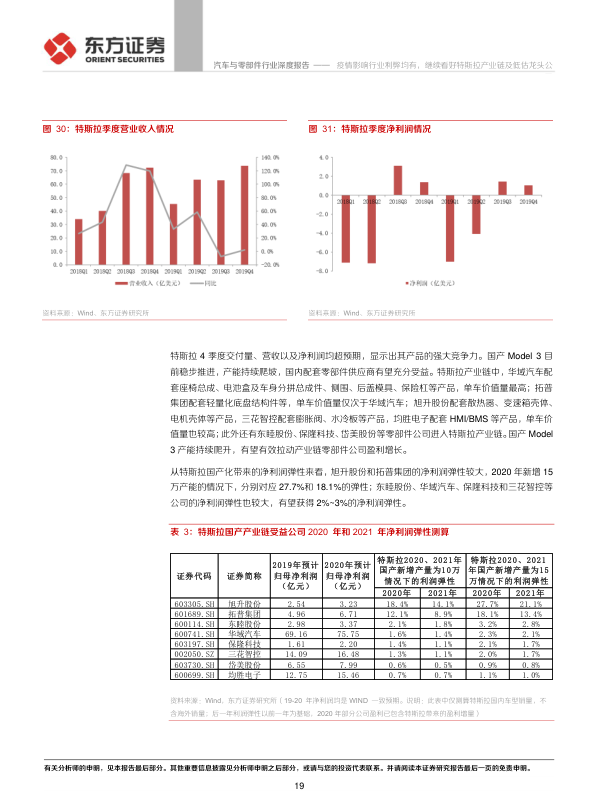 东方证券
ORIENT SECURITIES
汽车与零部件行业深度报告 —— 疫情影响行业利弊均有，继续看好特斯拉产业链及低估龙头公
图 30：特斯拉季度营业收入情况
图 31：特斯拉季度净利润情况
80.0
70.0
60.0
50.0
40.0
30.0
20.0
10.0
0.0
140.0%
120.0%
100.0%
80.0%
60.0%
40.0%
20.0%
0.0%
-20.0%
2018Q1 2018Q2 2018Q3 2018Q4 2019Q1 2019Q2 2019Q3 2019Q4
营业收入（亿美元） 同比
4.0
2.0
0.0
-2.0
-4.0
-6.0
-8.0
2018Q1 2018Q2 2018Q3 2018Q4 2019Q1 2019Q2 2019Q3 2019Q4
净利润（亿美元）
资料来源：Wind、东方证券研究所
资料来源：Wind、东方证券研究所
特斯拉 4 季度交付量、营收以及净利润均超预期，显示出其产品的强大竞争力。国产 Model 3 目
前稳步推进，产能持续爬坡，国内配套零部件供应商有望充分受益。特斯拉产业链中，华域汽车配
套座椅总成、电池盒及车身分拼总成件、侧围、后盖模具、保险杠等产品，单车价值量最高；拓普
集团配套轻量化底盘结构件等，单车价值量仅次于华域汽车；旭升股份配套散热器、变速箱壳体、
电机壳体等产品，三花智控配套膨胀阀、水冷板等产品，均胜电子配套 HMI/BMS 等产品，单车价
值量也较高；此外还有东睦股份、保隆科技、岱美股份等零部件公司进入特斯拉产业链。国产 Model
3 产能持续爬升，有望有效拉动产业链零部件公司盈利增长。
从特斯拉国产化带来的净利润弹性来看，旭升股份和拓普集团的净利润弹性较大，2020 年新增 15
万产能的情况下，分别对应 27.7%和 18.1%的弹性；东睦股份、华域汽车、保隆科技和三花智控等
公司的净利润弹性也较大，有望获得 2%~3%的净利润弹性。
表 3：特斯拉国产产业链受益公司 2020 年和 2021 年净利润弹性测算
证券代码 证券简称 2019年预计归母净利润（亿元） 2020年预计归母净利润（亿元） 特斯拉2020、2021年国产新增产量为10万情况下的利润弹性 特斯拉2020、2021年国产新增产量为15万情况下的利润弹性
2020年 2021年 2020年 2021年
603305.SH 旭升股份 2.54 3.23 18.4% 14.1% 27.7% 21.1%
601689.SH 拓普集团 4.96 6.71 12.1% 8.9% 18.1% 13.4%
600114.SH 东睦股份 2.98 3.37 2.1% 1.8% 3.2% 2.8%
600741.SH 华域汽车 69.16 75.75 1.6% 1.4% 2.3% 2.1%
603197.SH 保隆科技 1.61 2.20 1.4% 1.1% 2.1% 1.7%
002050.SZ 三花智控 14.09 16.48 1.3% 1.1% 2.0% 1.7%
603730.SH 岱美股份 6.55 7.99 0.6% 0.5% 0.9% 0.8%
600699.SH 均胜电子 12.75 15.46 0.7% 0.7% 1.1% 1.0%
资料来源：Wind、东方证券研究所（19-20 年净利润均是 WIND 一致预期。说明：此表中仅测算特斯拉国内车型销量，不
含海外销量；后一年利润弹性以前一年为基础，2020 年部分公司盈利已包含特斯拉带来的盈利增量）
有关分析师的申明，见本报告最后部分。其他重要信息披露见分析师申明之后部分，或请与您的投资代表联系。并请阅读本证券研究报告最后一页的免责申明。
19